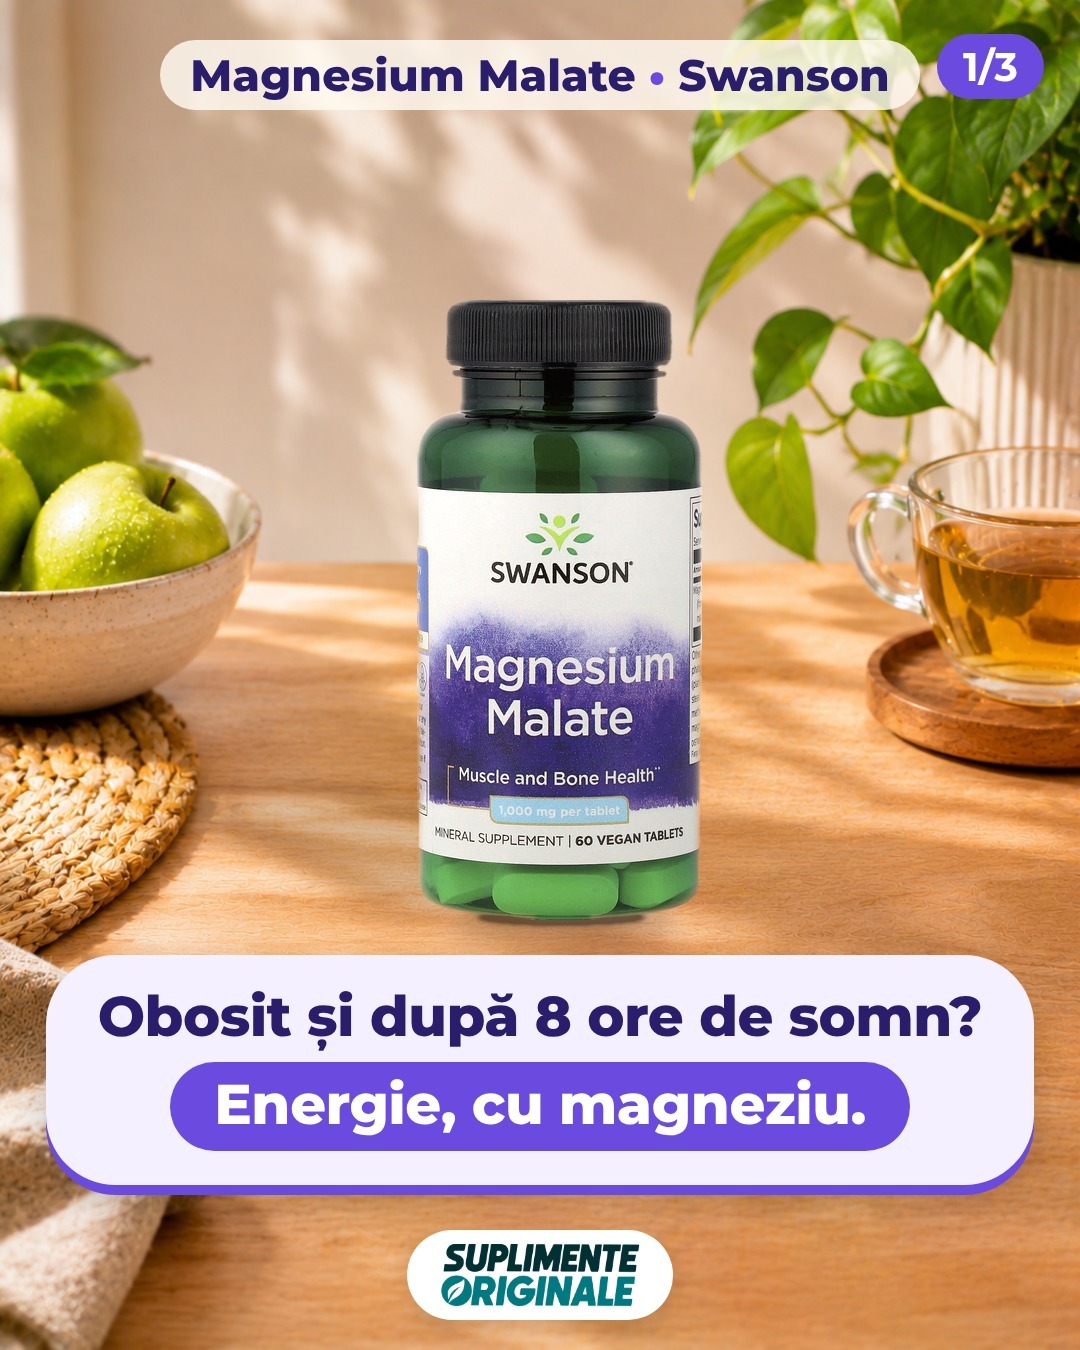 Magnesium Malate • Swanson
1/3
SWANSON®
Magnesium
Malate
Muscle and Bone Health
1,000 mg per tablet
MINERAL SUPPLEMENT | 60 VEGAN TABLETS
Obosit și după 8 ore de somn?
Energie, cu magneziu.
SUPLIMENTE
ORIGINALE